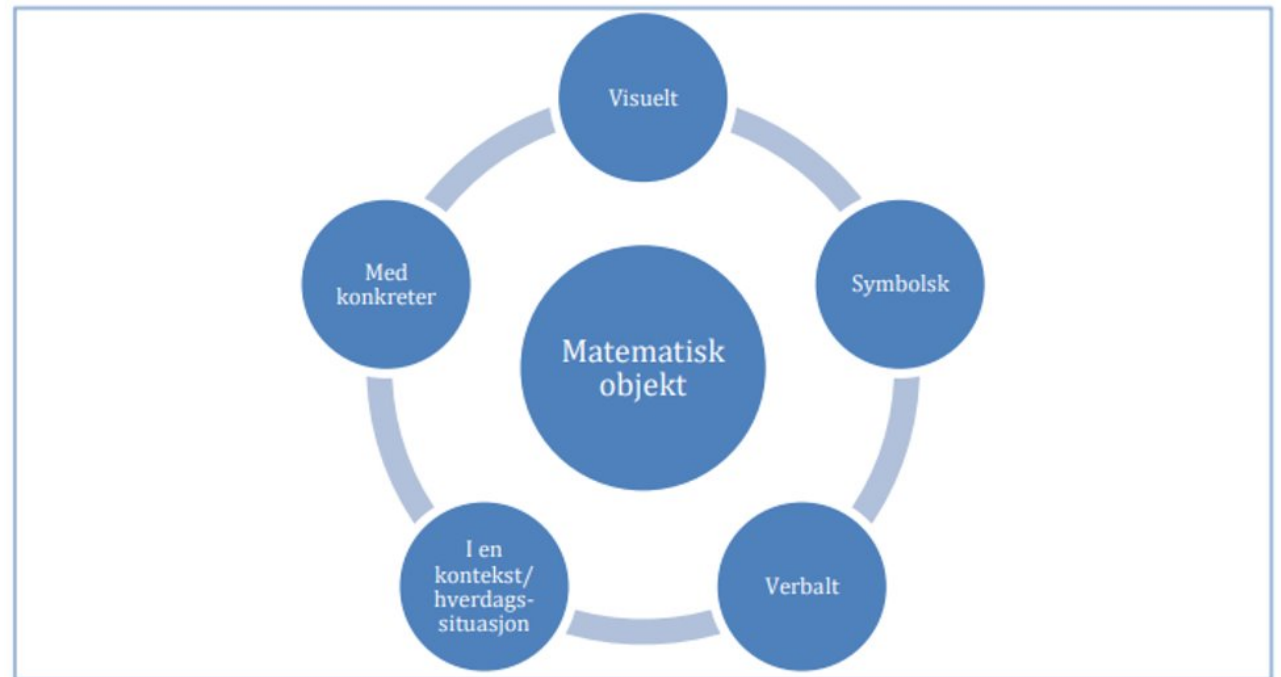 Visuelt
Symbolsk
Verbalt
I en
kontekst/
hverdags-
situasjon
Med
konkreter
Matematisk
objekt